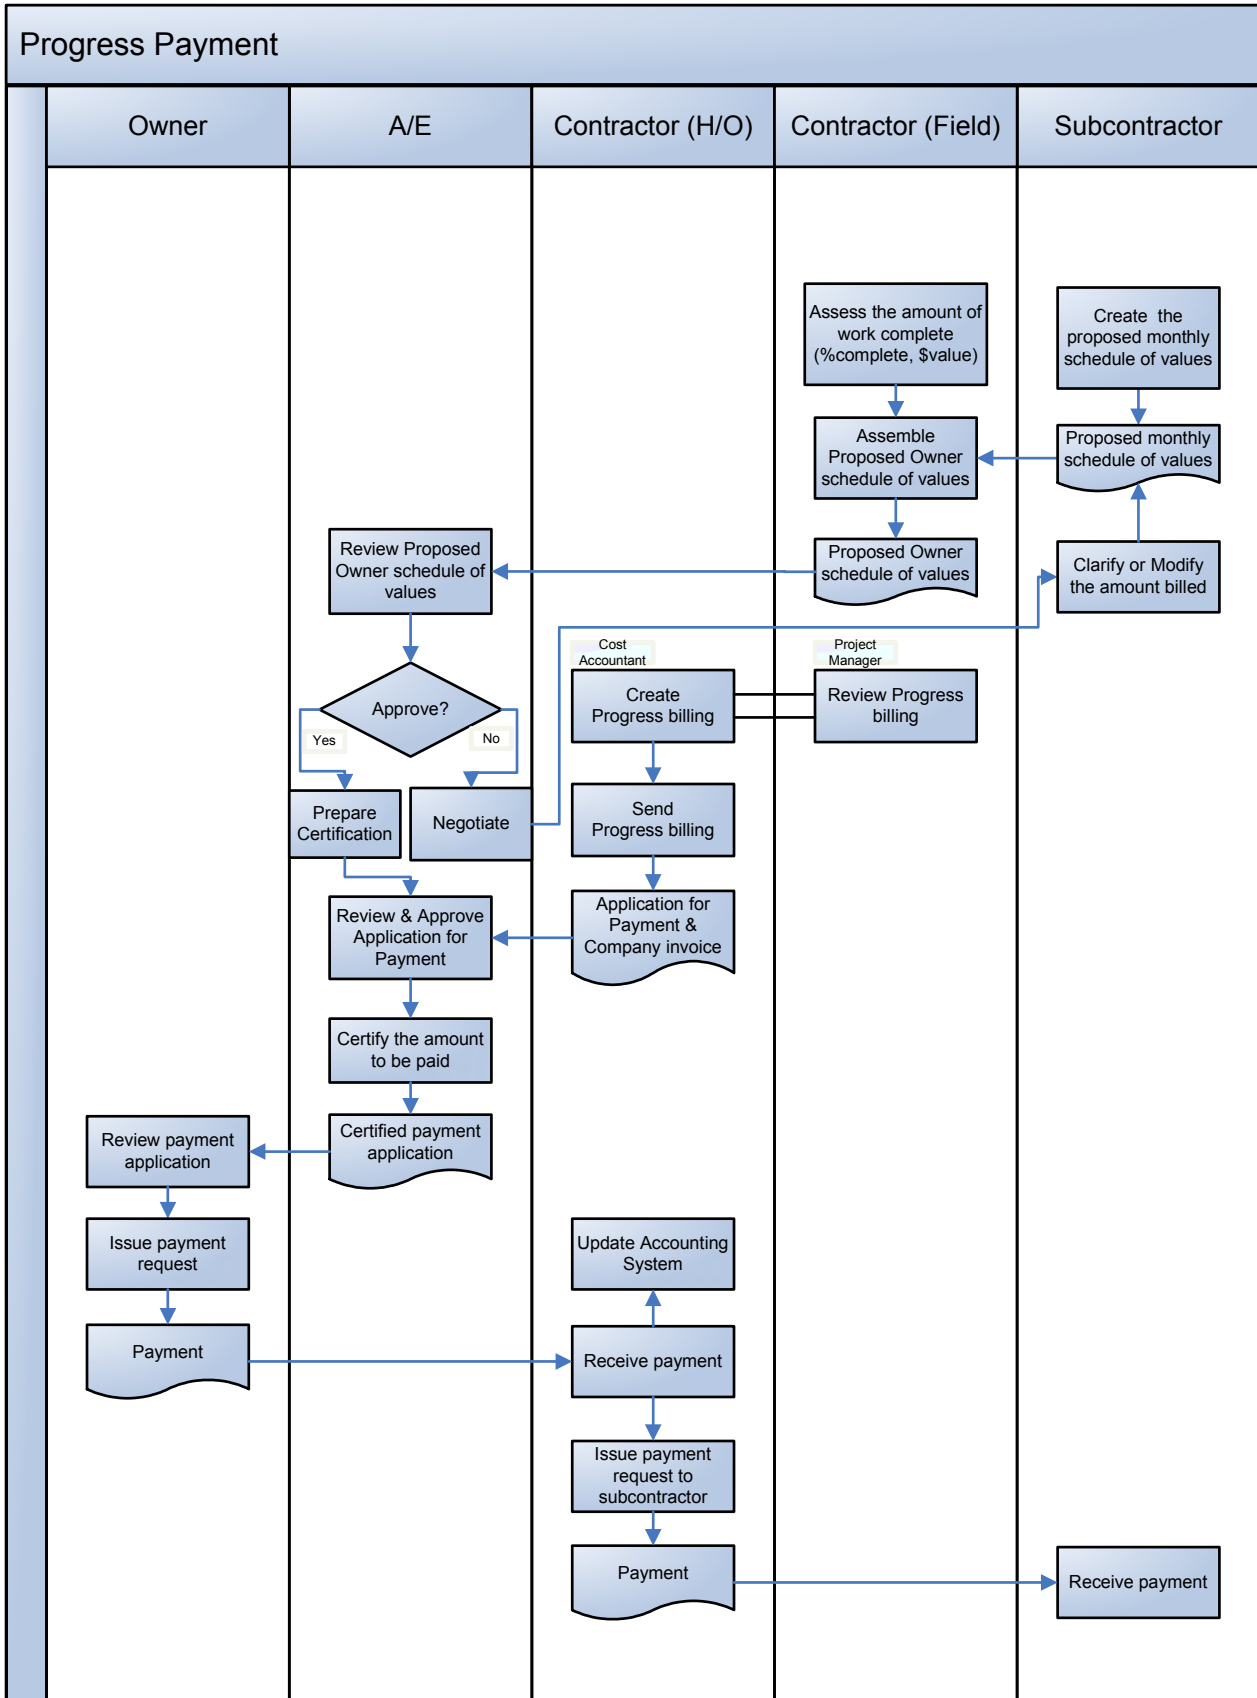 Progress Payment
Owner
A/E
Contractor (H/O)
Contractor (Field)
Subcontractor
Assess the amount of
work complete
(%complete, $value)
Create the
proposed monthly
schedule of values
Assemble
Proposed Owner
schedule of values
Proposed monthly
schedule of values
Review Proposed
Owner schedule of
values
Proposed Owner
schedule of values
Clarify or Modify
the amount billed
Cost
Accountant
Project
Manager
Create
Progress billing
Review Progress
billing
Approve?
Yes
No
Prepare
Certification
Negotiate
Send
Progress billing
Review & Approve
Application for
Payment
Application for
Payment &
Company invoice
Certify the amount
to be paid
Review payment
application
Certified payment
application
Issue payment
request
Update Accounting
System
Payment
Receive payment
Issue payment
request to
subcontractor
Payment
Receive payment